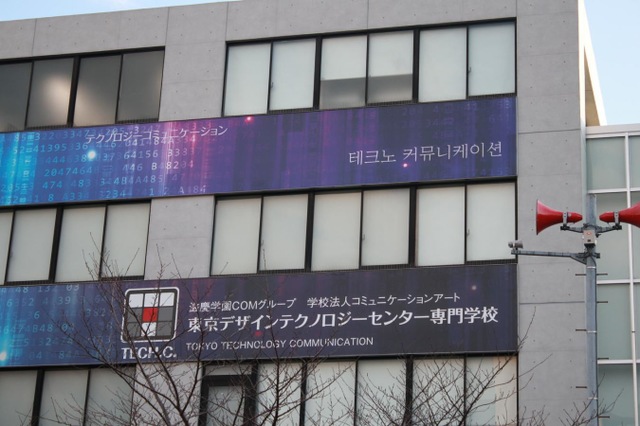 テクノロジーコミュニケーション
테크노 커뮤니케이션
滋慶学園COMグループ 学校法人コミュニケーションアート
東京デザインテクノロジーセンター専門学校
TECH.C.
TOKYO TECHNOLOGY COMMUNICATION